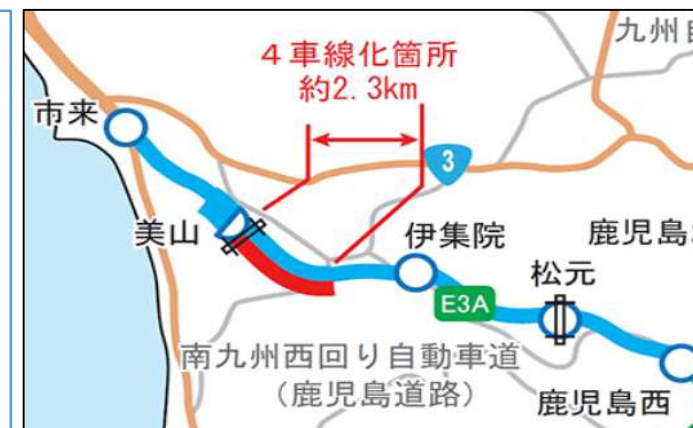 九州
4車線化箇所
約2.3km
市来
3
美山
伊集院
鹿児島
松元
E3A
南九州西回り自動車道
(鹿児島道路)
鹿児島西